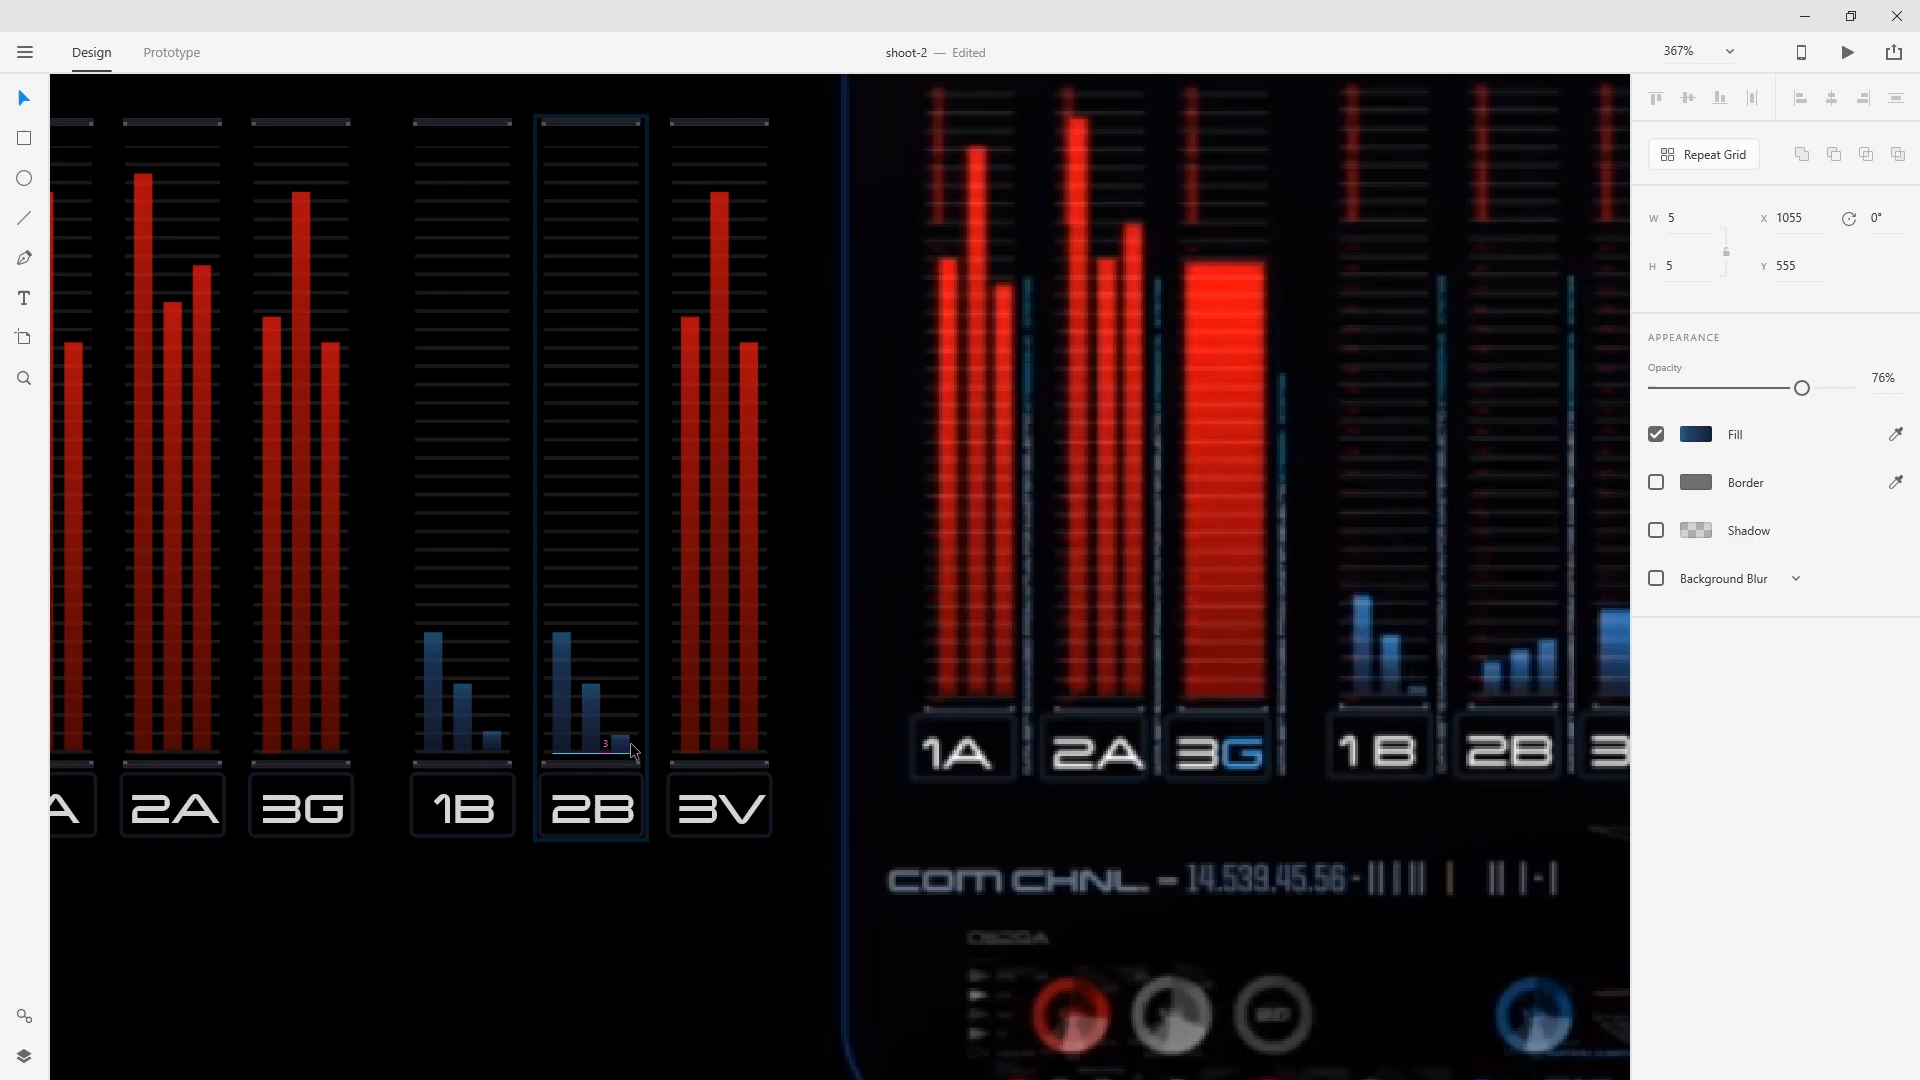 Design Prototype shoot-2 — Edited 367%
Repeat Grid
W 5 X 1055 0°
H 5 Y 555
APPEARANCE
Opacity
76%
Fill
Border
Shadow
Background Blur
3
A 2A 3G 1B 2B 3V
1A 2A 3G 1B 2B 3
COM CHNL. – 14.539.45.56